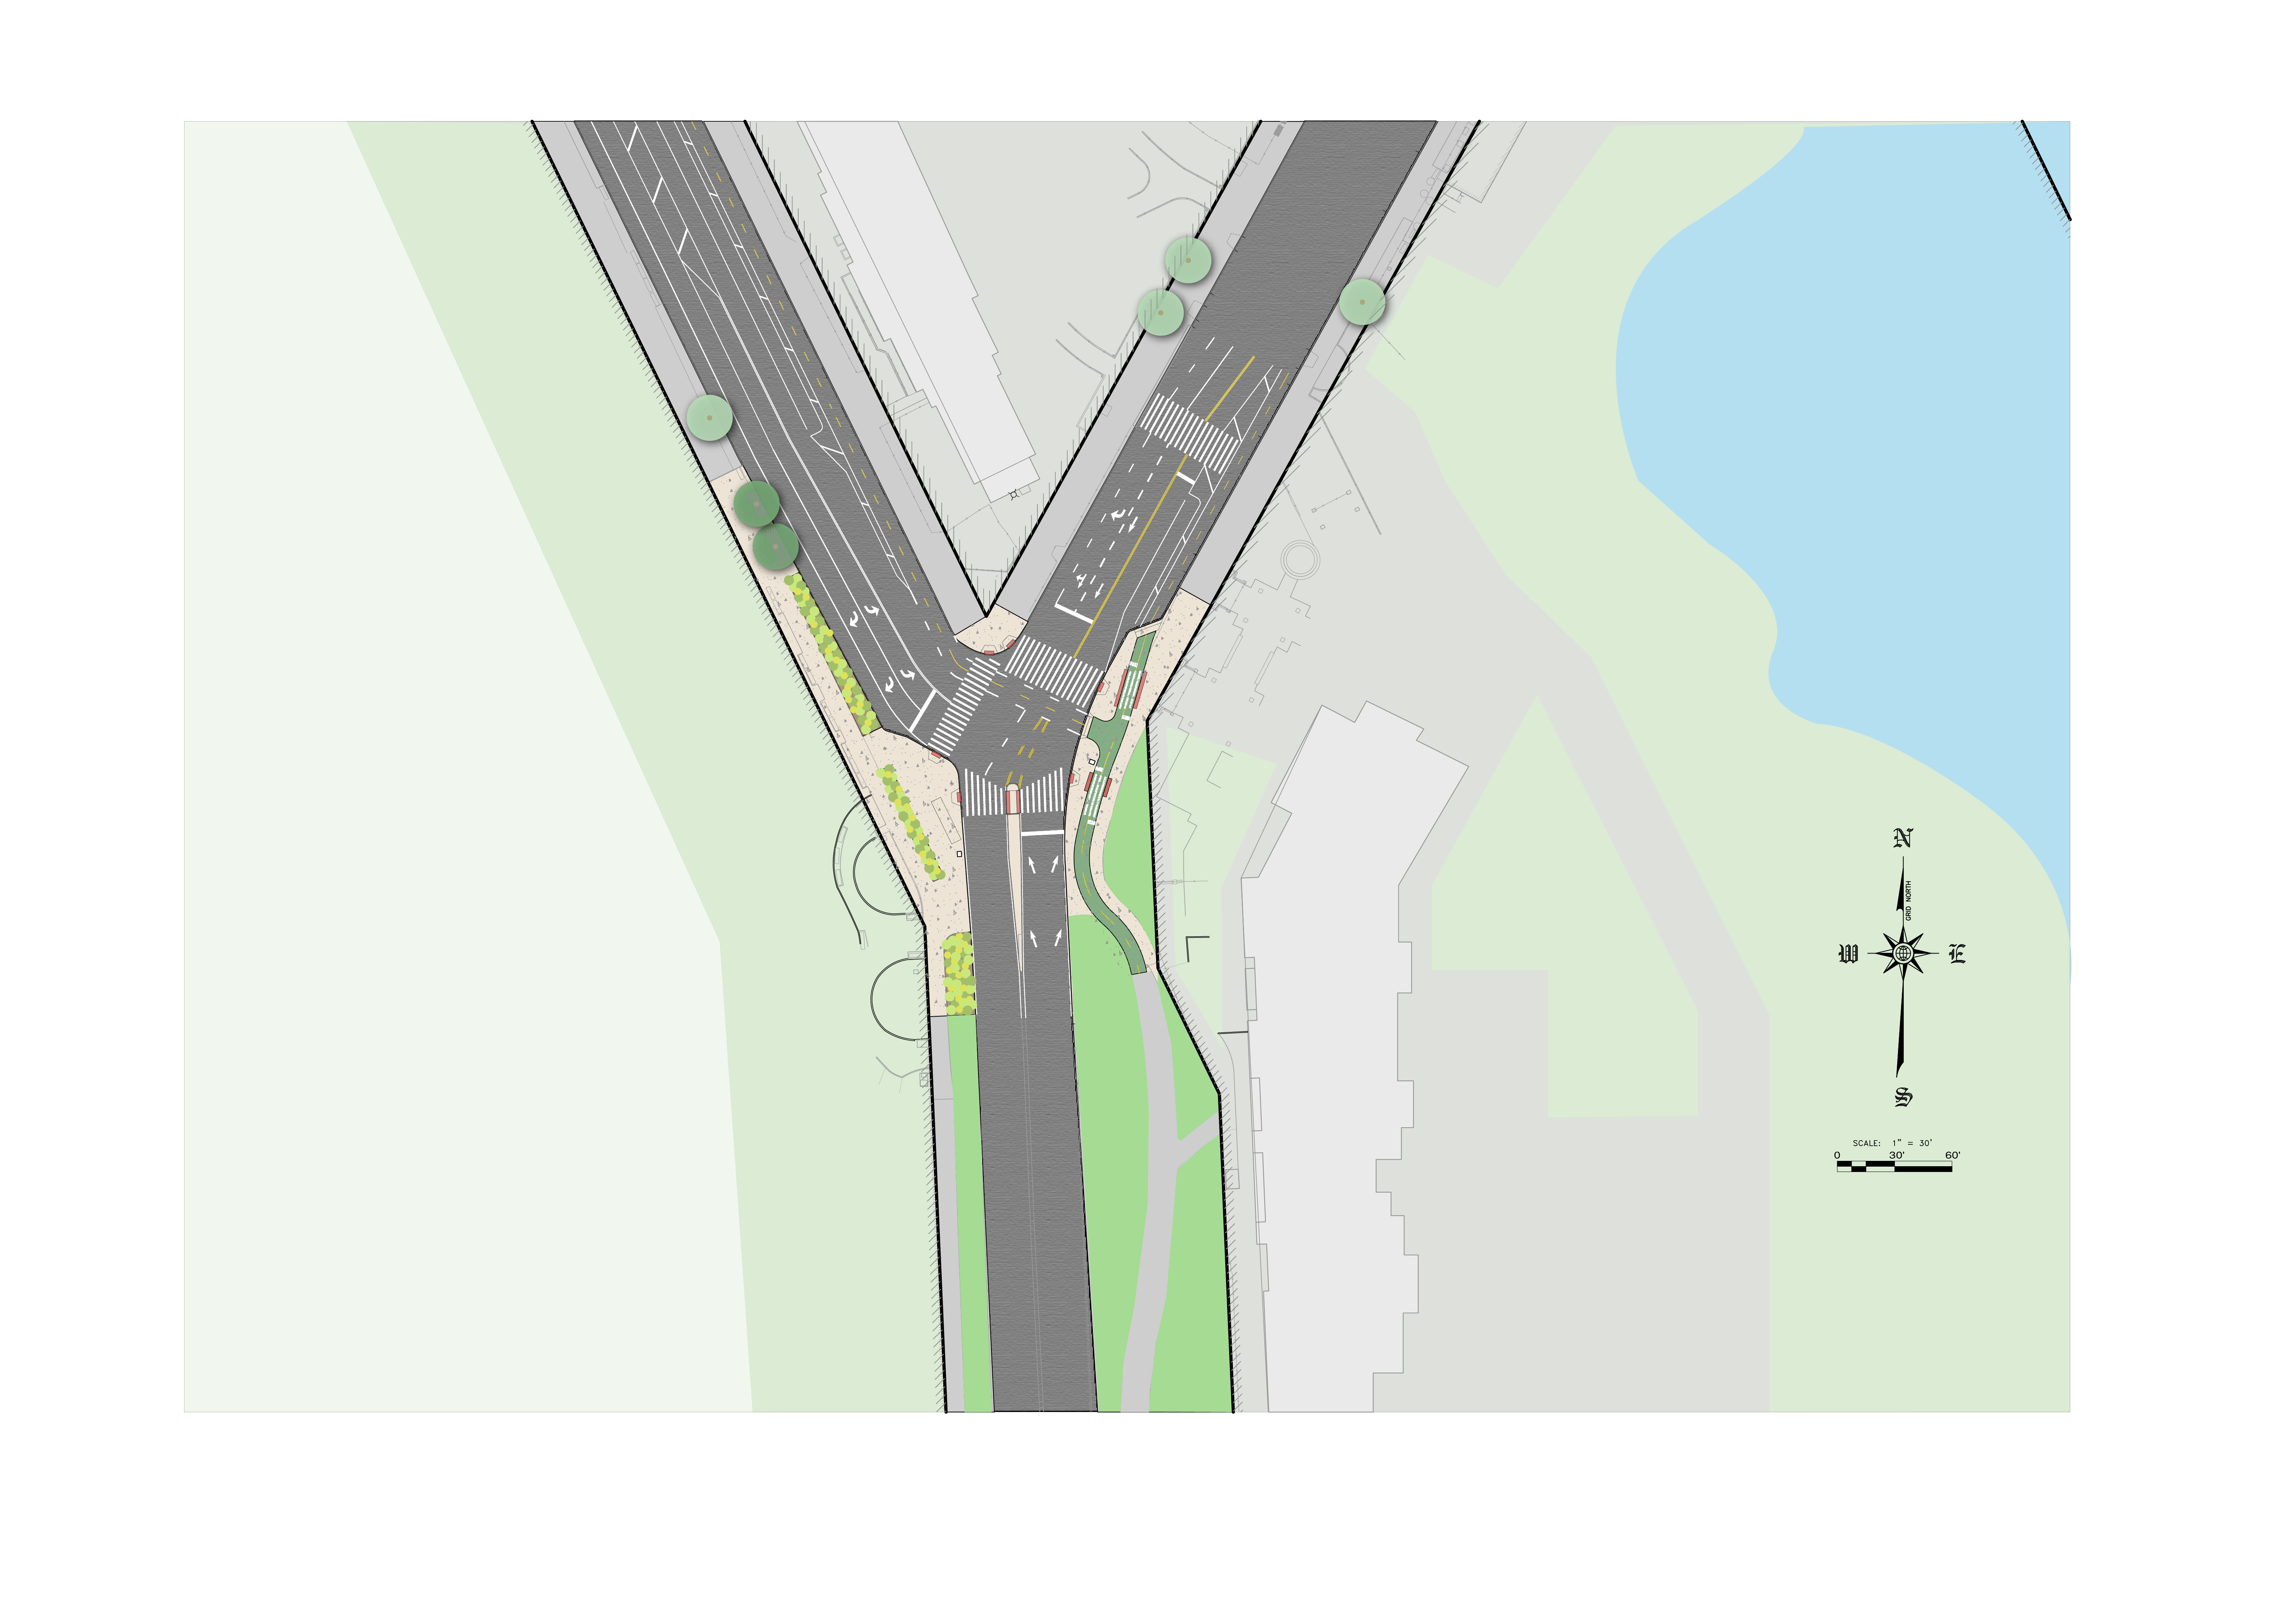 N
GRID NORTH
W E
S
SCALE: 1" = 30'
0 30' 60'